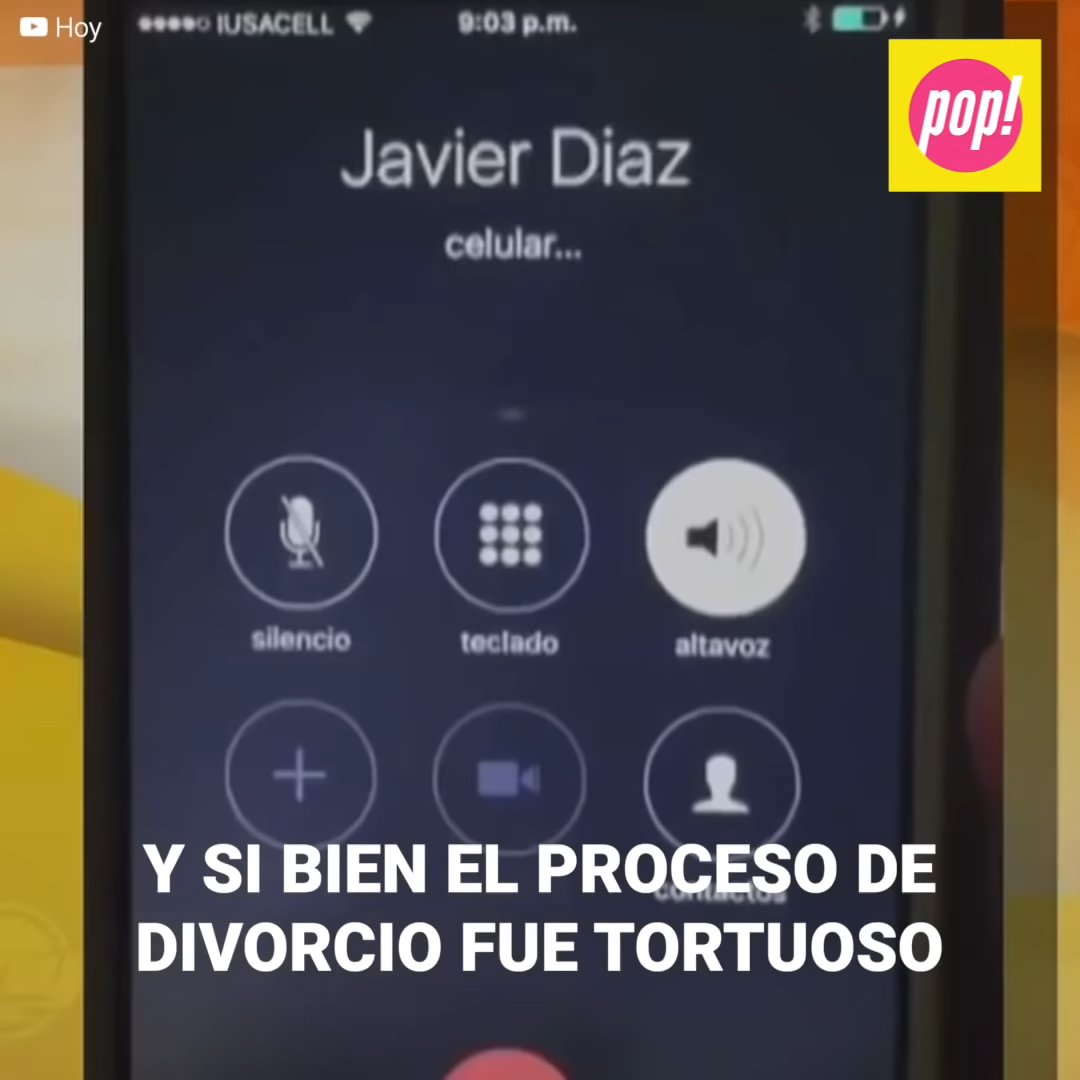 Hoy
IUSACELL 9:03 p.m.
pop!
Javier Diaz
celular...
silencio teclado altavoz
contactos
Y SI BIEN EL PROCESO DE
DIVORCIO FUE TORTUOSO